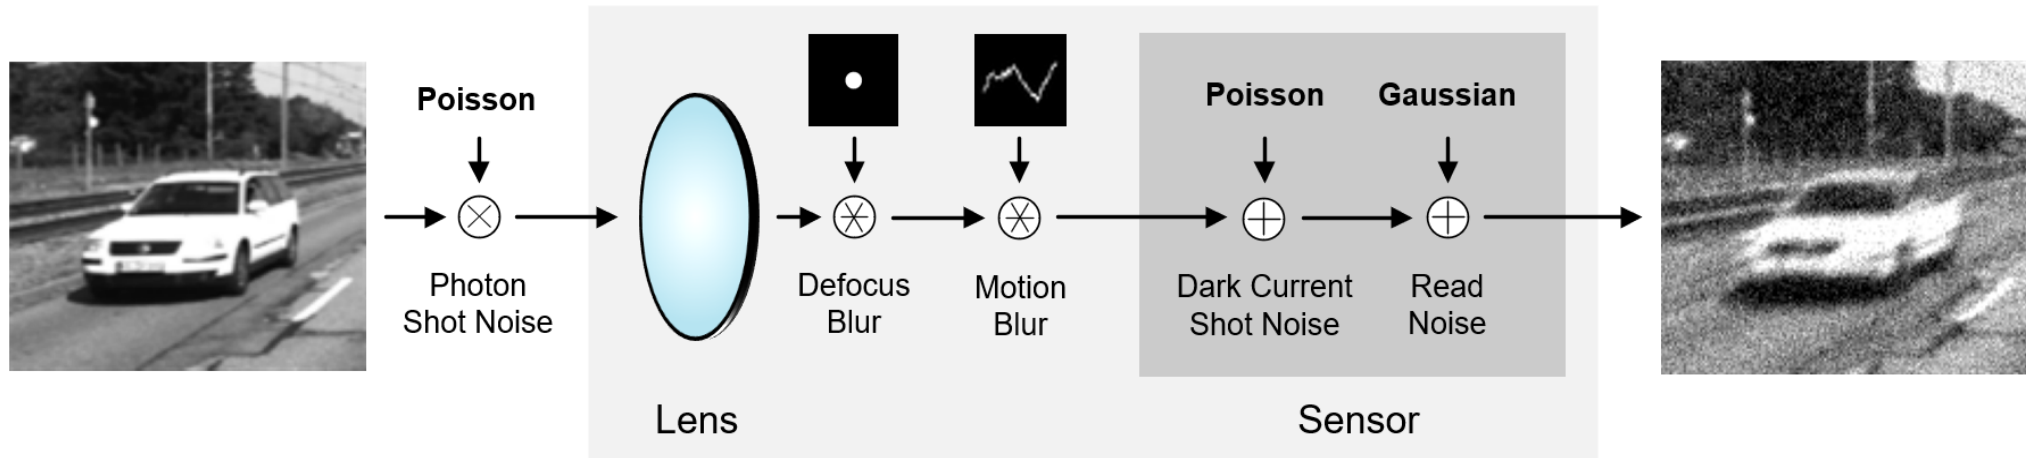 Poisson
Photon
Shot Noise
Lens
Defocus
Blur
Motion
Blur
Poisson
Dark Current
Shot Noise
Gaussian
Read
Noise
Sensor